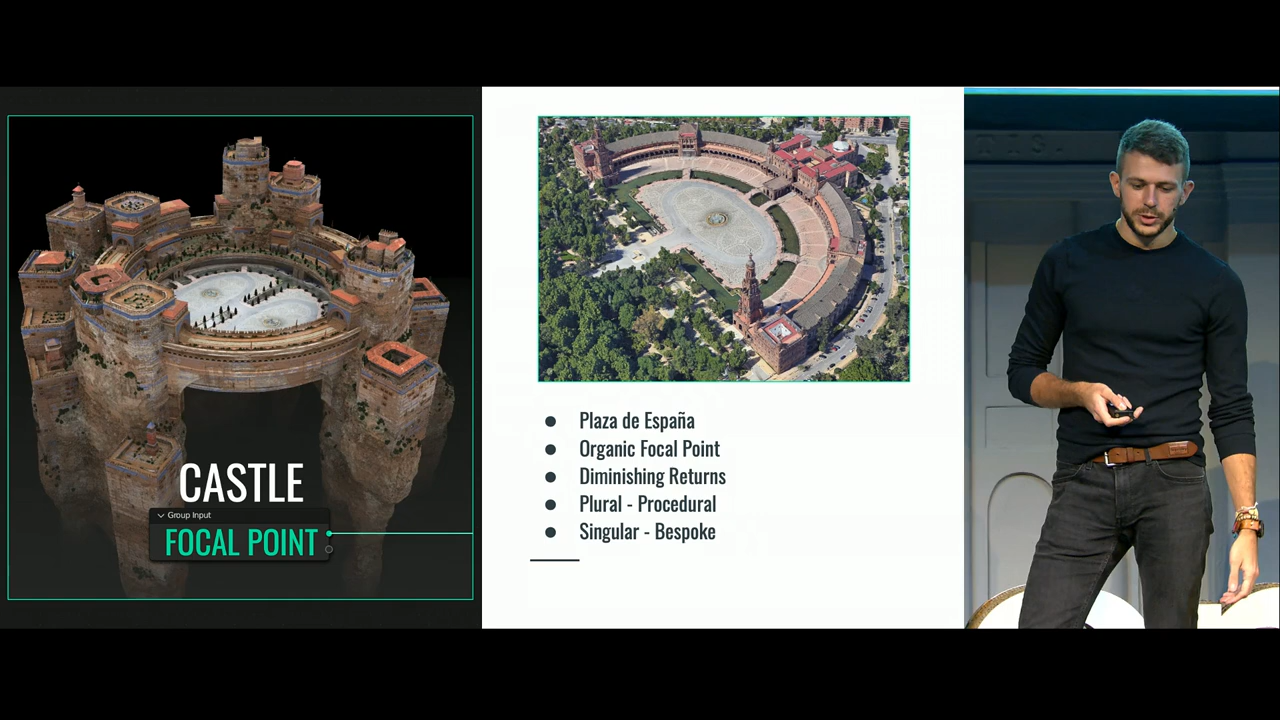 CASTLE
Group Input
FOCAL POINT
Plaza de España
Organic Focal Point
Diminishing Returns
Plural - Procedural
Singular - Bespoke